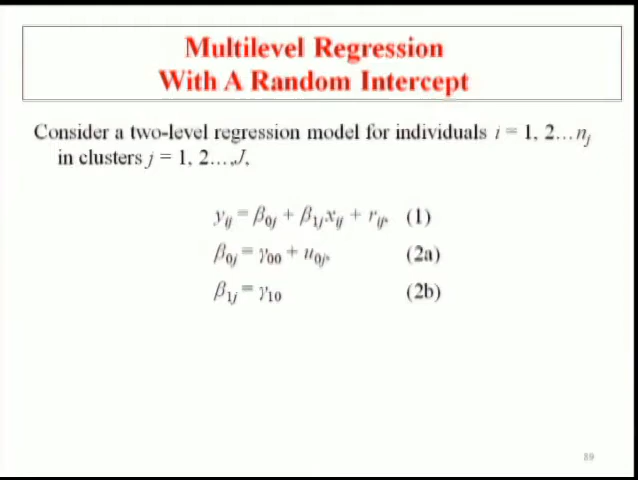 Multilevel Regression
With A Random Intercept
Consider a two-level regression model for individuals i = 1, 2…nⱼ
in clusters j = 1, 2…,J,
yᵢⱼ = β₀ⱼ + β₁ⱼxᵢⱼ + rᵢⱼ, (1)
β₀ⱼ = γ₀₀ + u₀ⱼ, (2a)
β₁ⱼ = γ₁₀ (2b)
89